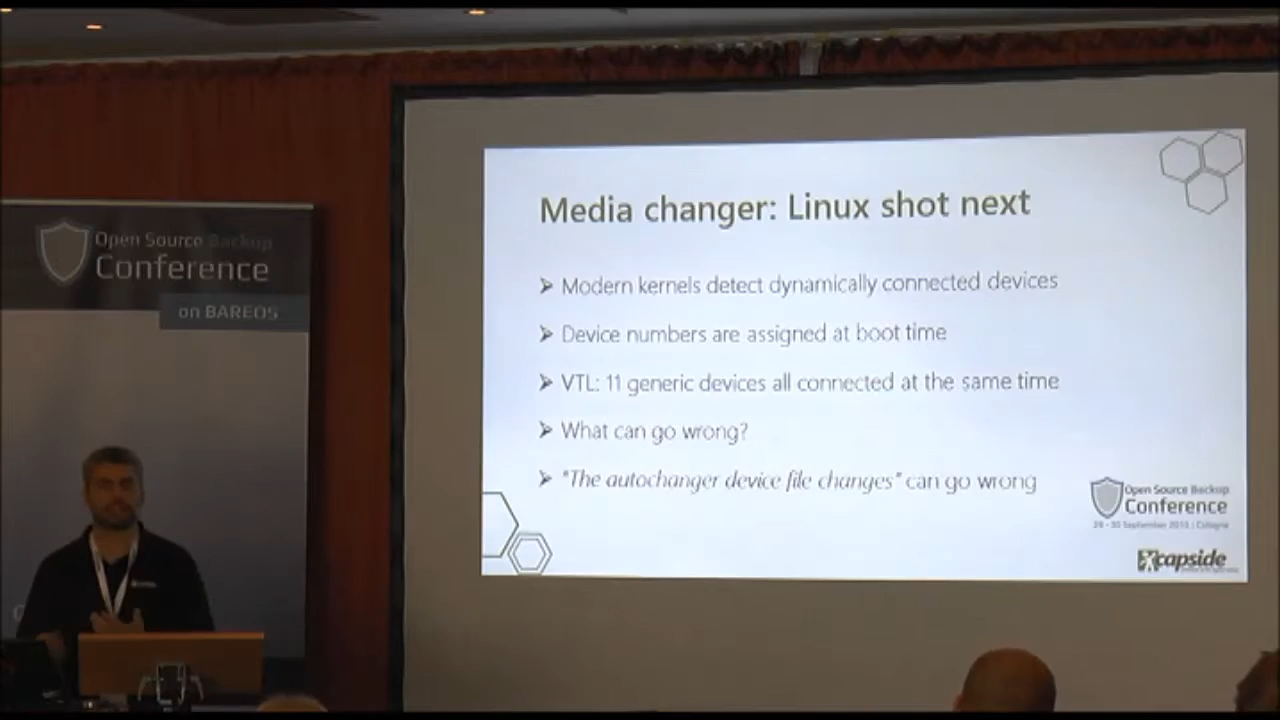 Open Source Backup
Conference
on BAREOS
Media changer: Linux shot next
➢ Modern kernels detect dynamically connected devices
➢ Device numbers are assigned at boot time
➢ VTL: 11 generic devices all connected at the same time
➢ What can go wrong?
➢ "The autochanger device file changes" can go wrong
Open Source Backup
Conference
capside